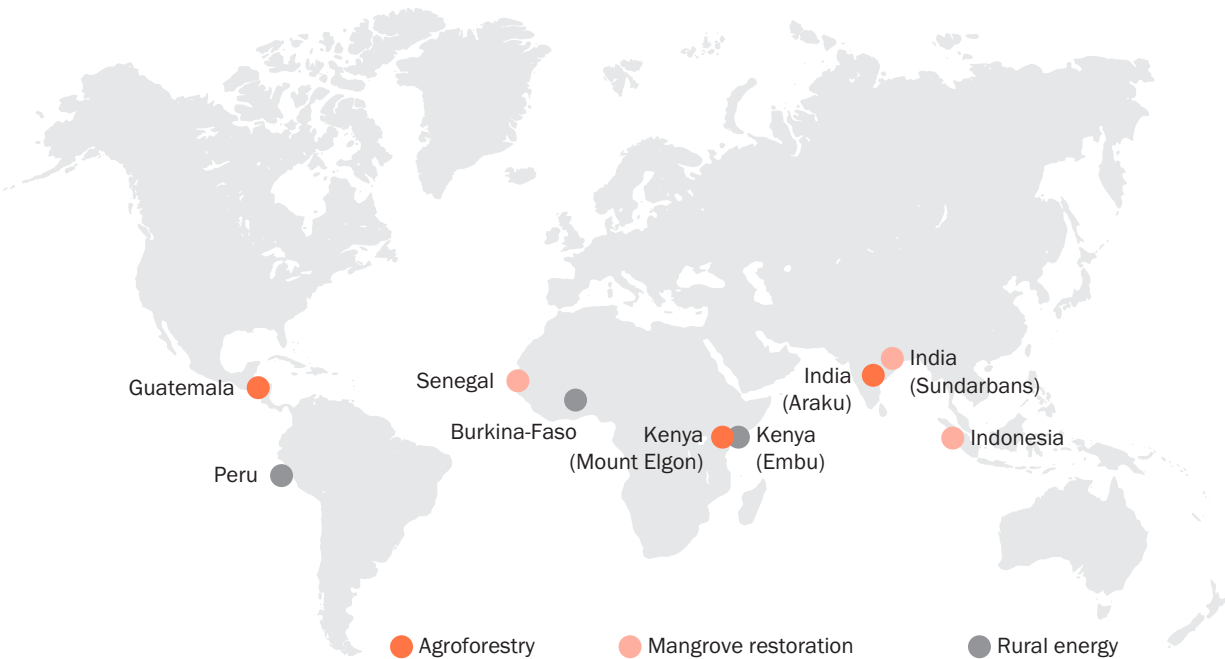 Guatemala
Peru
Senegal
Burkina-Faso
Kenya
(Mount Elgon)
Kenya
(Embu)
India
(Araku)
India
(Sundarbans)
Indonesia
Agroforestry
Mangrove restoration
Rural energy